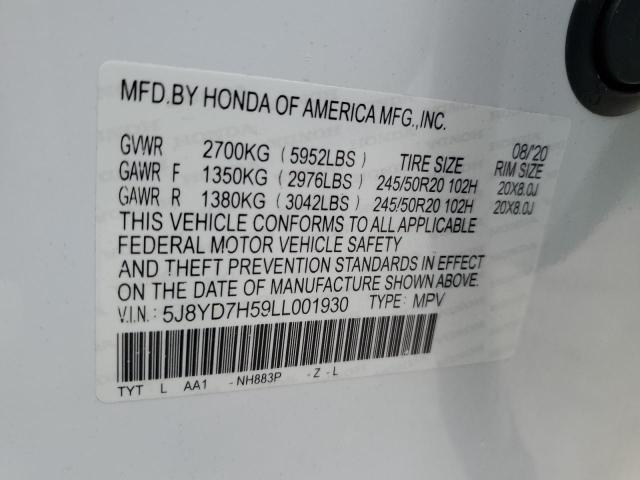 MFD.BY HONDA OF AMERICA MFG.,INC.
08/20
GVWR 2700KG (5952LBS) TIRE SIZE RIM SIZE
GAWR F 1350KG (2976LBS) 245/50R20 102H 20X8.0J
GAWR R 1380KG (3042LBS) 245/50R20 102H 20X8.0J
THIS VEHICLE CONFORMS TO ALL APPLICABLE
FEDERAL MOTOR VEHICLE SAFETY
AND THEFT PREVENTION STANDARDS IN EFFECT
ON THE DATE OF MANUFACTURE SHOWN ABOVE.
V.I.N.: 5J8YD7H59LL001930 TYPE: MPV
TYT L AA1 -NH883P -Z-L